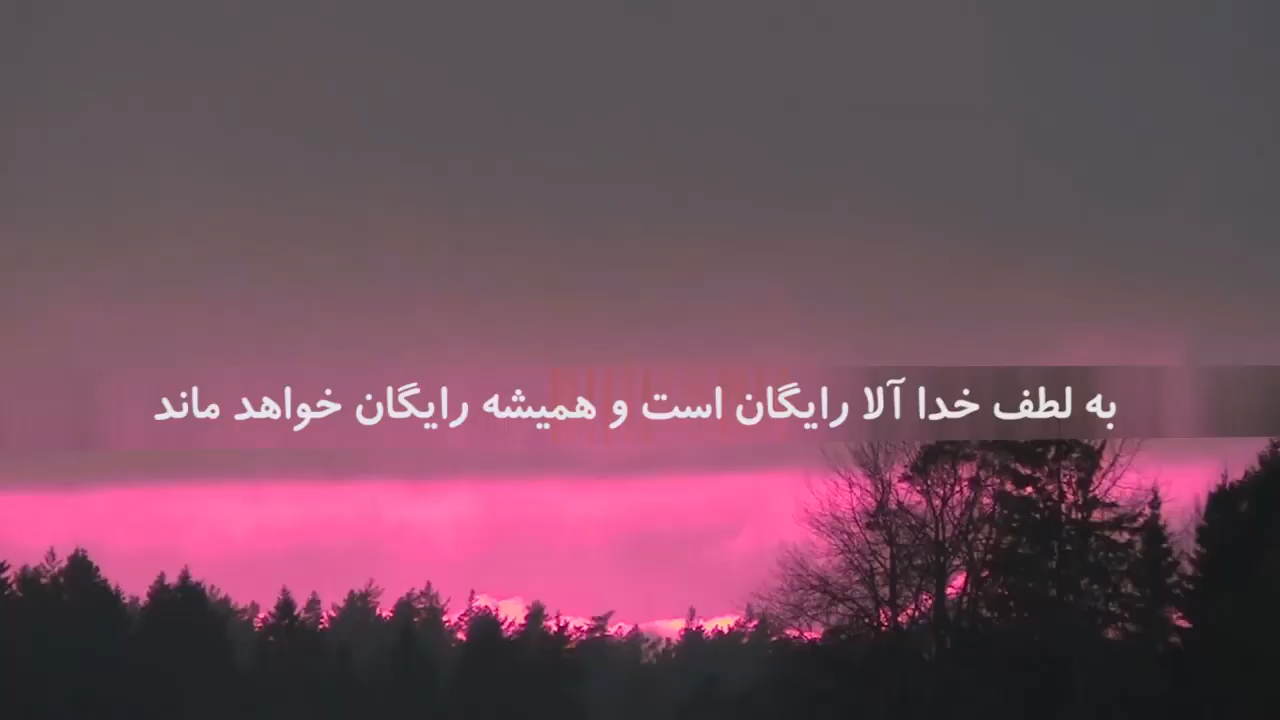 به لطف خدا آلا رایگان است و همیشه رایگان خواهد ماند